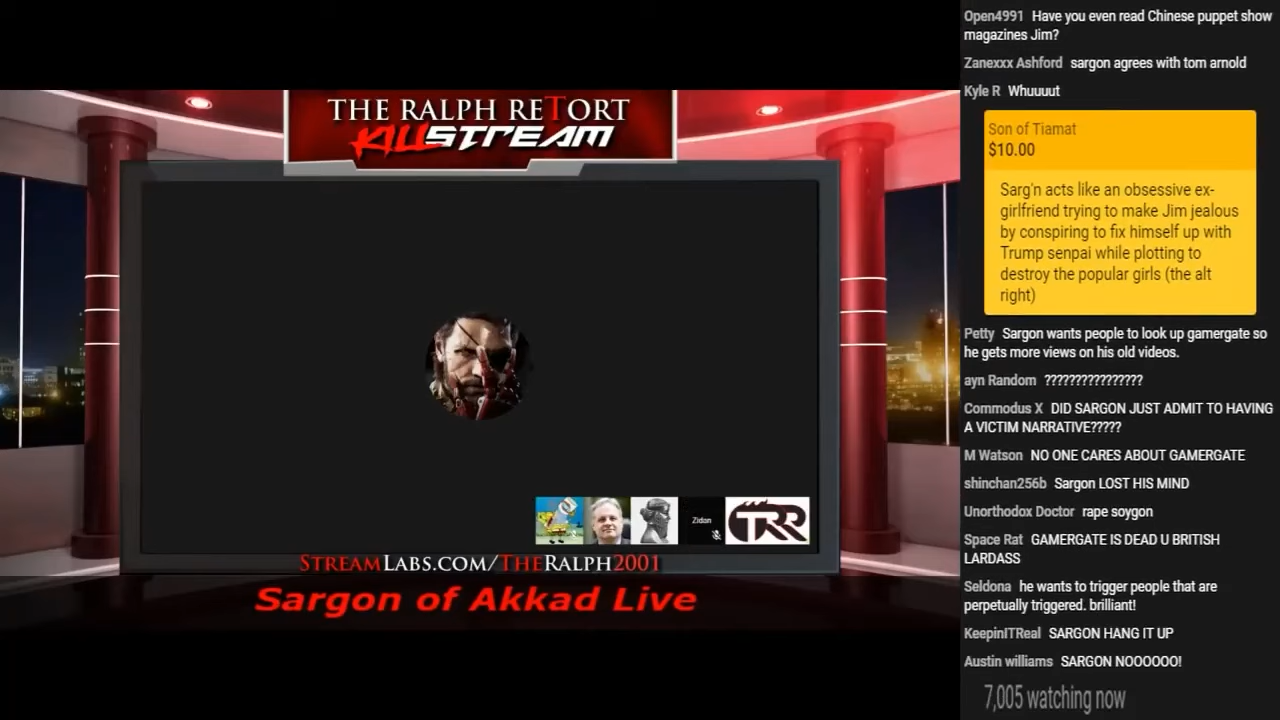 THE RALPH RETORT
KILLSTREAM
Zidon
TRR
STREAMLABS.COM/THERALPH2001
Sargon of Akkad Live
Open4991 Have you even read Chinese puppet show
magazines Jim?
Zanexxx Ashford sargon agrees with tom arnold
Kyle R Whuuuut
Son of Tiamat
$10.00
Sarg'n acts like an obsessive ex-
girlfriend trying to make Jim jealous
by conspiring to fix himself up with
Trump senpai while plotting to
destroy the popular girls (the alt
right)
Petty Sargon wants people to look up gamergate so
he gets more views on his old videos.
ayn Random ????????????????
Commodus X DID SARGON JUST ADMIT TO HAVING
A VICTIM NARRATIVE?????
M Watson NO ONE CARES ABOUT GAMERGATE
shinchan256b Sargon LOST HIS MIND
Unorthodox Doctor rape soygon
Space Rat GAMERGATE IS DEAD U BRITISH
LARDASS
Seldona he wants to trigger people that are
perpetually triggered. brilliant!
KeepinITReal SARGON HANG IT UP
Austin williams SARGON NOOOOOO!
7,005 watching now